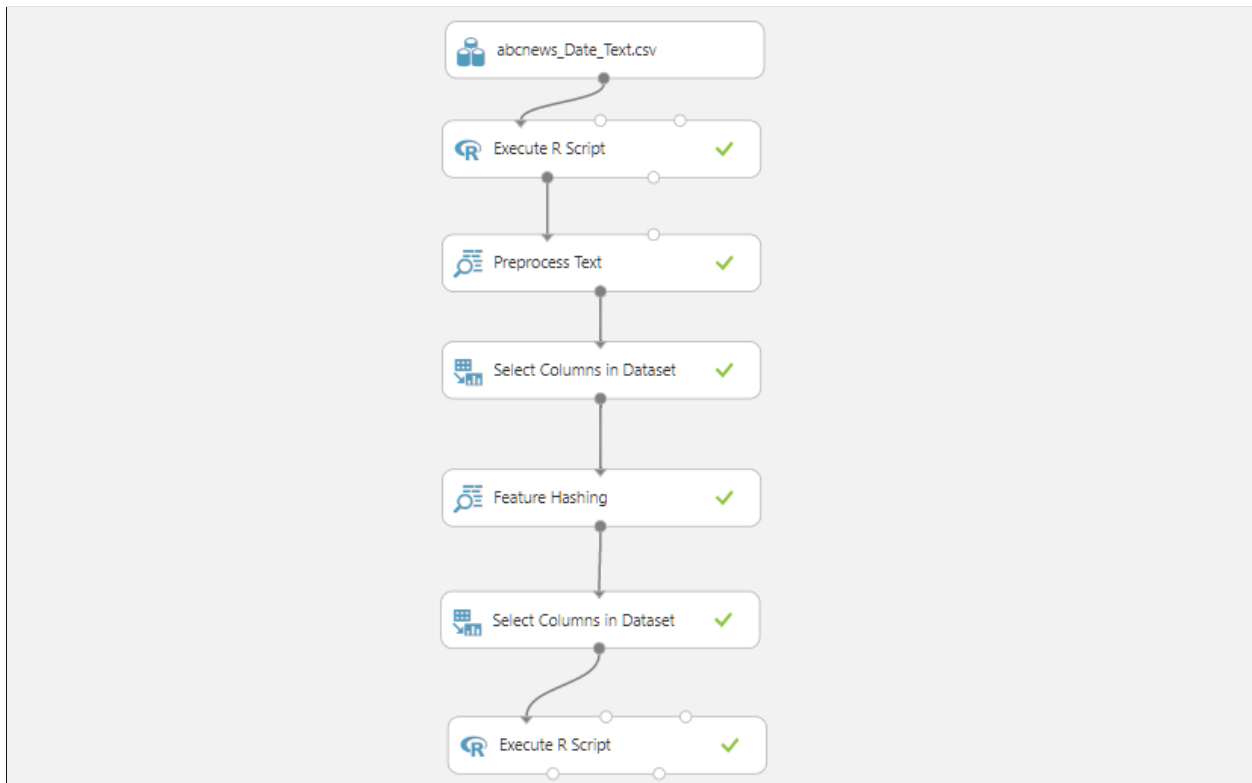 abcnews_Date_Text.csv
Execute R Script
Preprocess Text
Select Columns in Dataset
Feature Hashing
Select Columns in Dataset
Execute R Script